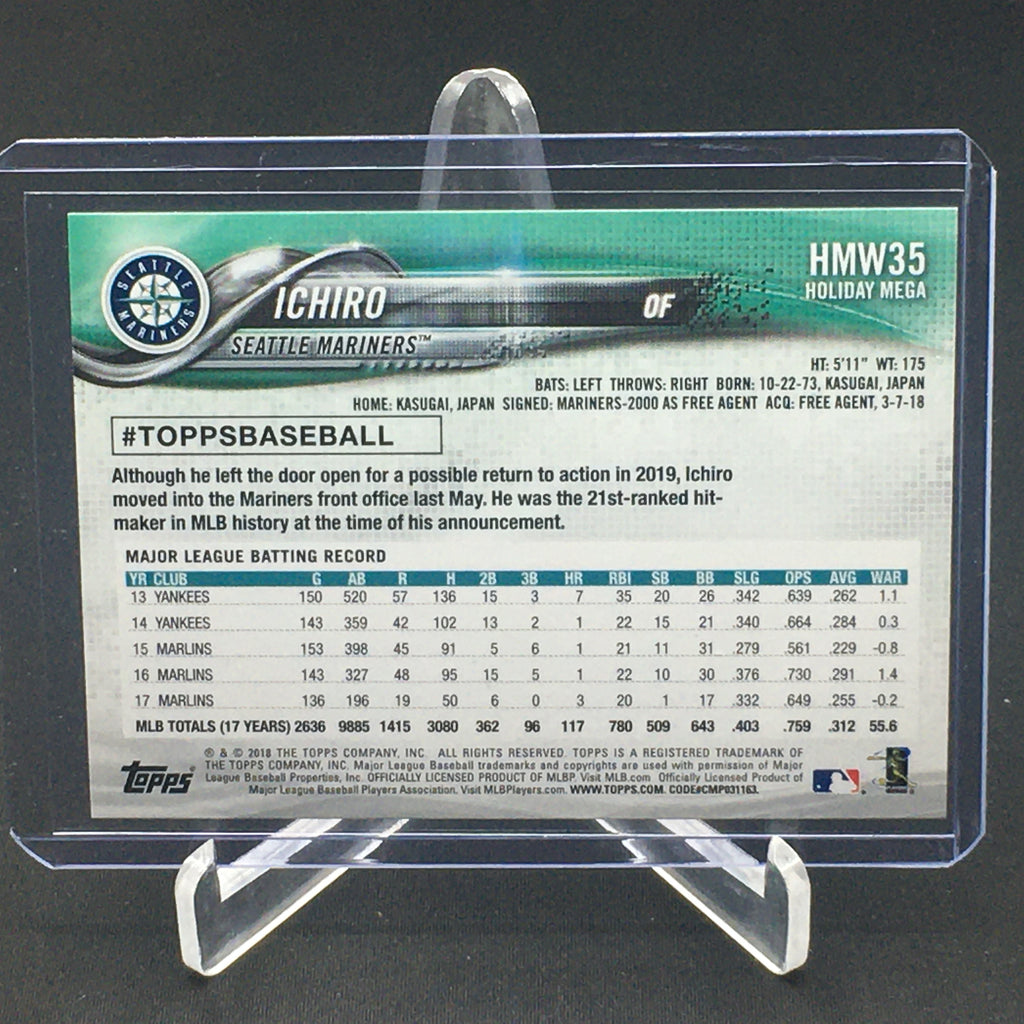 SEATTLE MARINERS
HMW35
HOLIDAY MEGA
ICHIRO OF
SEATTLE MARINERS™
HT: 5'11" WT: 175
BATS: LEFT THROWS: RIGHT BORN: 10-22-73, KASUGAI, JAPAN
HOME: KASUGAI, JAPAN SIGNED: MARINERS-2000 AS FREE AGENT ACQ: FREE AGENT, 3-7-18
#TOPPSBASEBALL
Although he left the door open for a possible return to action in 2019, Ichiro
moved into the Mariners front office last May. He was the 21st-ranked hit-
maker in MLB history at the time of his announcement.
MAJOR LEAGUE BATTING RECORD
YR CLUB G AB R H 2B 3B HR RBI SB BB SLG OPS AVG WAR
13 YANKEES 150 520 57 136 15 3 7 35 20 26 .342 .639 .262 1.1
14 YANKEES 143 359 42 102 13 2 1 22 15 21 .340 .664 .284 0.3
15 MARLINS 153 398 45 91 5 6 1 21 11 31 .279 .561 .229 -0.8
16 MARLINS 143 327 48 95 15 5 1 22 10 30 .376 .730 .291 1.4
17 MARLINS 136 196 19 50 6 0 3 20 1 17 .332 .649 .255 -0.2
MLB TOTALS (17 YEARS) 2636 9885 1415 3080 362 96 117 780 509 643 .403 .759 .312 55.6
® & © 2018 THE TOPPS COMPANY, INC. ALL RIGHTS RESERVED. TOPPS IS A REGISTERED TRADEMARK OF
THE TOPPS COMPANY, INC. Major League Baseball trademarks and copyrights are used with permission of Major
League Baseball Properties, Inc. OFFICIALLY LICENSED PRODUCT OF MLBP. Visit MLB.com Officially Licensed Product of
Major League Baseball Players Association. Visit MLBPlayers.com. WWW.TOPPS.COM. CODE#CMP031163.
topps®